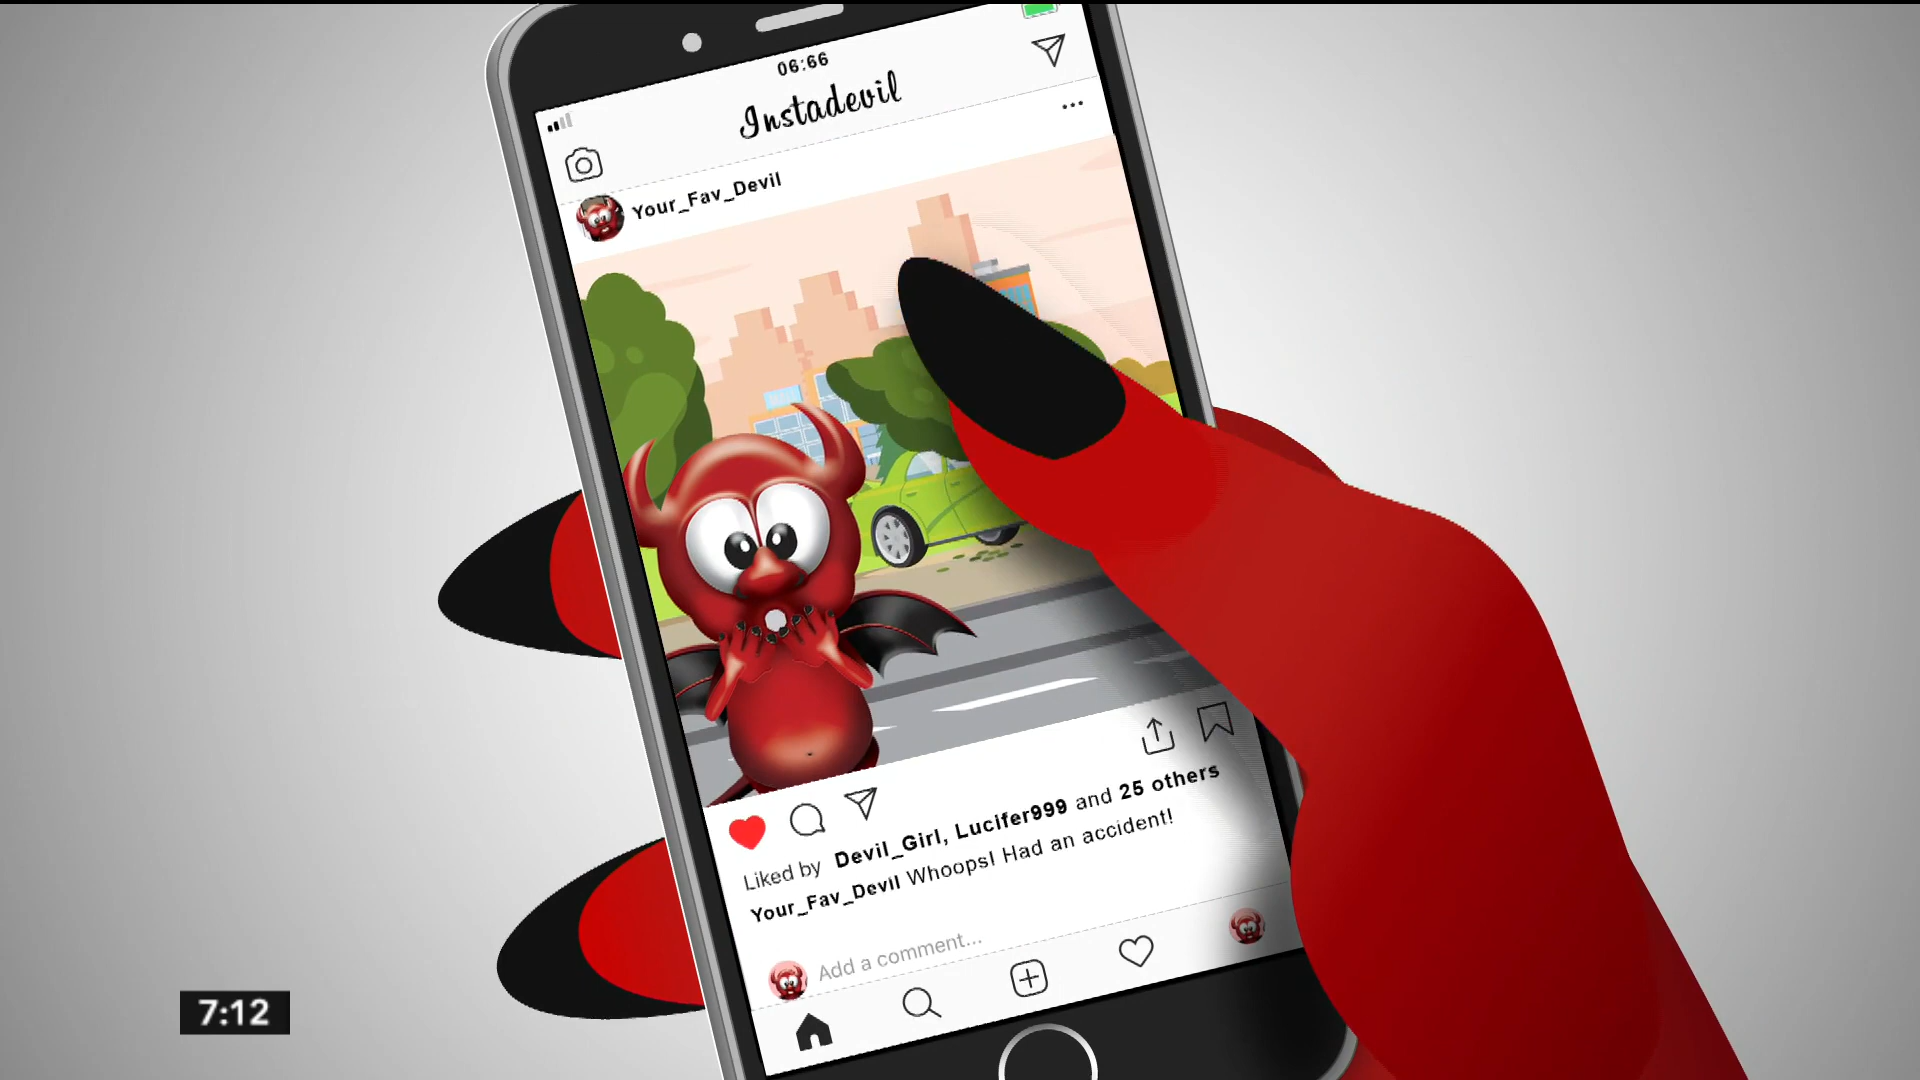 06:66
Instadevil
Your_Fav_Devil
Liked by Devil_Girl, Lucifer999 and 25 others
Your_Fav_Devil Whoops! Had an accident!
Add a comment...
7:12